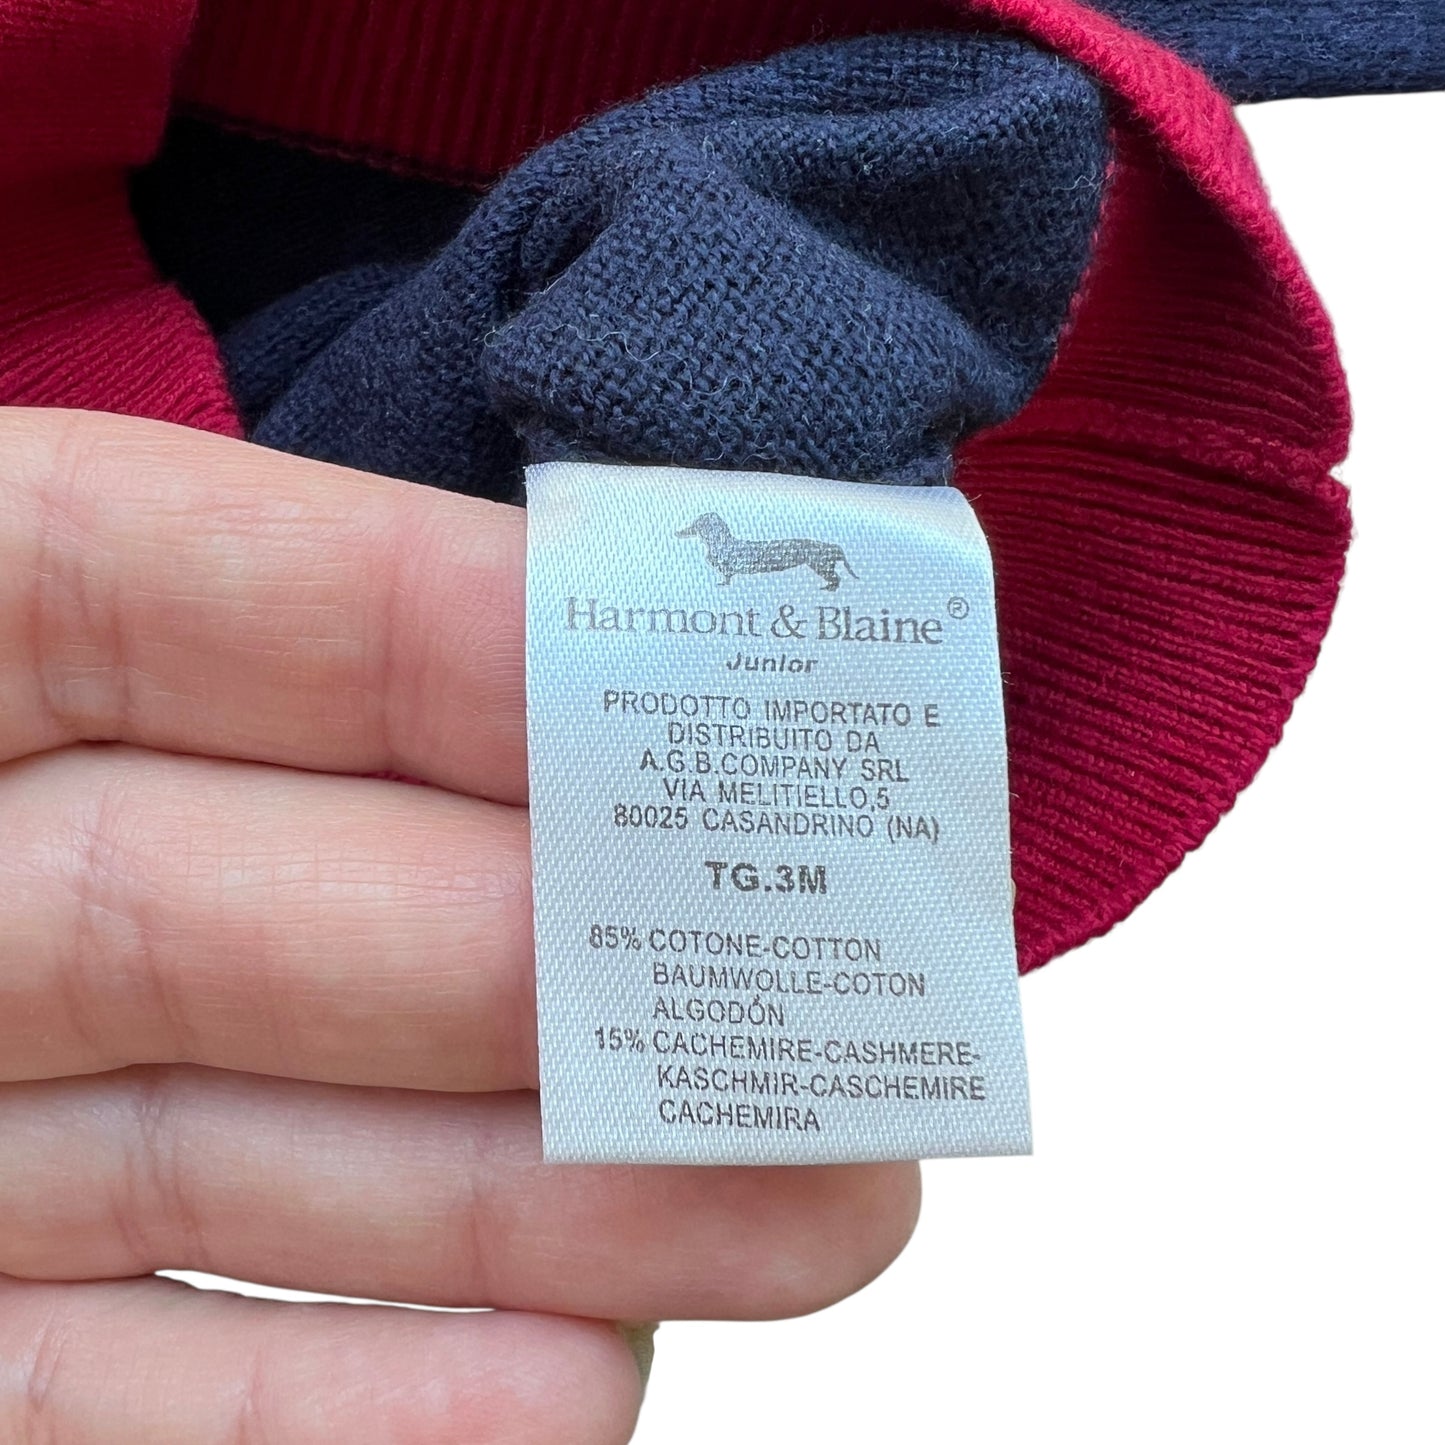 Harmont & Blaine®
Junior
PRODOTTO IMPORTATO E
DISTRIBUITO DA
A.G.B.COMPANY SRL
VIA MELITIELLO,5
80025 CASANDRINO (NA)
TG.3M
85% COTONE-COTTON
BAUMWOLLE-COTON
ALGODÓN
15% CACHEMIRE-CASHMERE-
KASCHMIR-CASCHEMIRE
CACHEMIRA